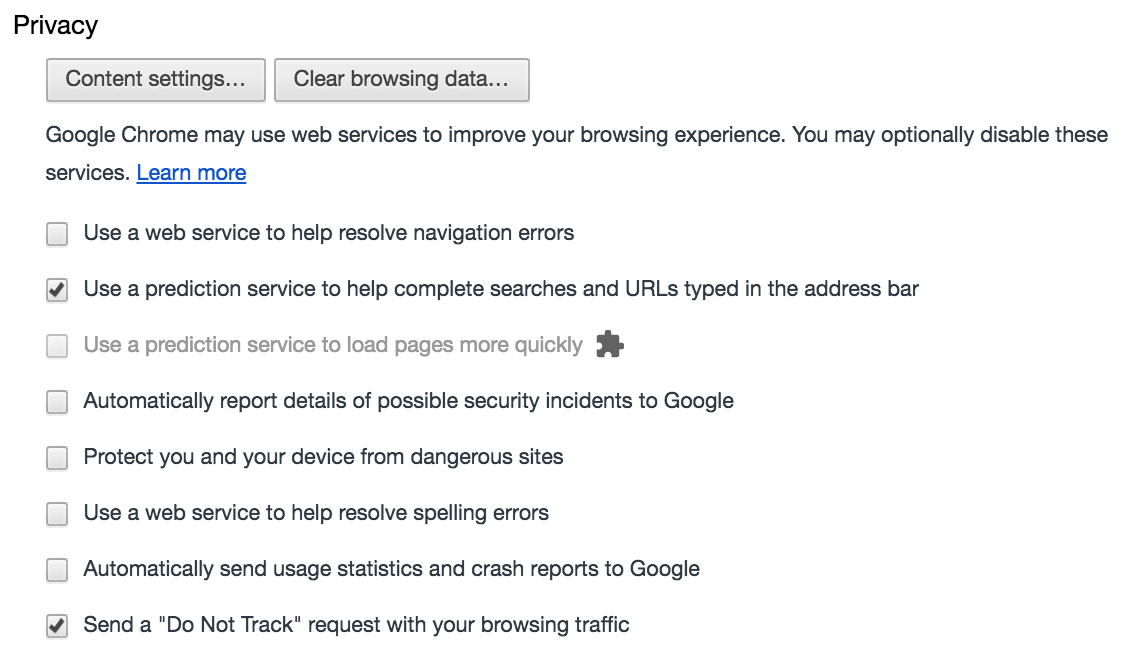 Privacy
Content settings... Clear browsing data...
Google Chrome may use web services to improve your browsing experience. You may optionally disable these
services. Learn more
Use a web service to help resolve navigation errors
Use a prediction service to help complete searches and URLs typed in the address bar
Use a prediction service to load pages more quickly
Automatically report details of possible security incidents to Google
Protect you and your device from dangerous sites
Use a web service to help resolve spelling errors
Automatically send usage statistics and crash reports to Google
Send a "Do Not Track" request with your browsing traffic